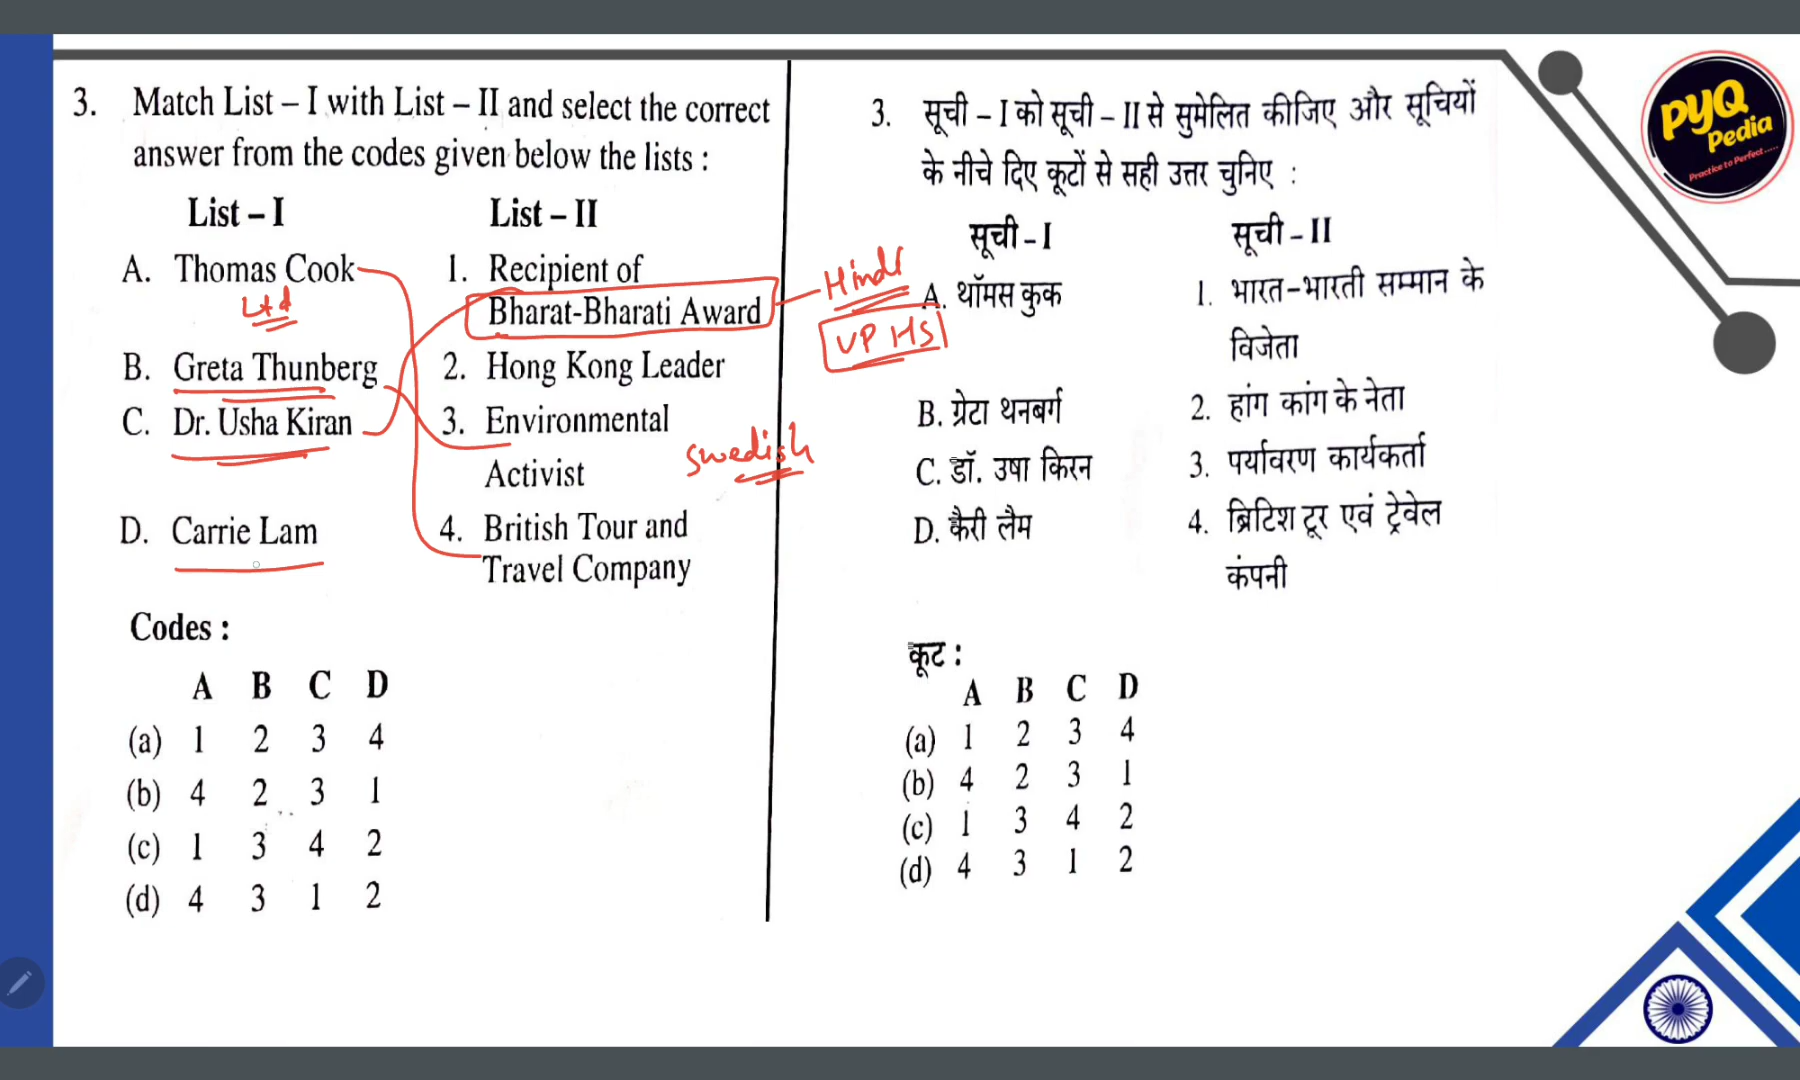 3. Match List – I with List – II and select the correct
answer from the codes given below the lists :
List – I List – II
A. Thomas Cook 1. Recipient of
Ltd
Bharat-Bharati Award
B. Greta Thunberg 2. Hong Kong Leader
C. Dr. Usha Kiran 3. Environmental
Activist
D. Carrie Lam 4. British Tour and
Travel Company
Codes :
A B C D
(a) 1 2 3 4
(b) 4 2 3 1
(c) 1 3 4 2
(d) 4 3 1 2
Hindi
UP HS
Swedish
3. सूची – I को सूची – II से सुमेलित कीजिए और सूचियों
के नीचे दिए कूटों से सही उत्तर चुनिए :
सूची – I सूची – II
A. थॉमस कुक 1. भारत-भारती सम्मान के
विजेता
B. ग्रेटा थनबर्ग 2. हांग कांग के नेता
C. डॉ. उषा किरन 3. पर्यावरण कार्यकर्ता
D. कैरी लैम 4. ब्रिटिश टूर एवं ट्रेवेल
कंपनी
कूट :
A B C D
(a) 1 2 3 4
(b) 4 2 3 1
(c) 1 3 4 2
(d) 4 3 1 2
PYQ
Pedia
Practice to Perfect.....